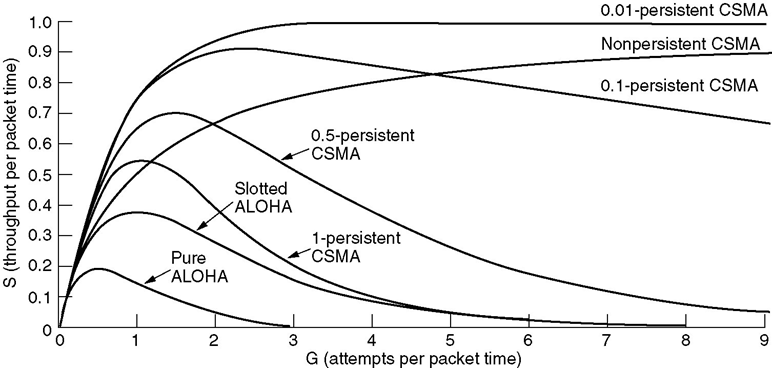 0.01-persistent CSMA
Nonpersistent CSMA
0.1-persistent CSMA
0.5-persistent
CSMA
Slotted
ALOHA
1-persistent
CSMA
Pure
ALOHA
S (throughput per packet time)
1.0
0.9
0.8
0.7
0.6
0.5
0.4
0.3
0.2
0.1
0
0 1 2 3 4 5 6 7 8 9
G (attempts per packet time)